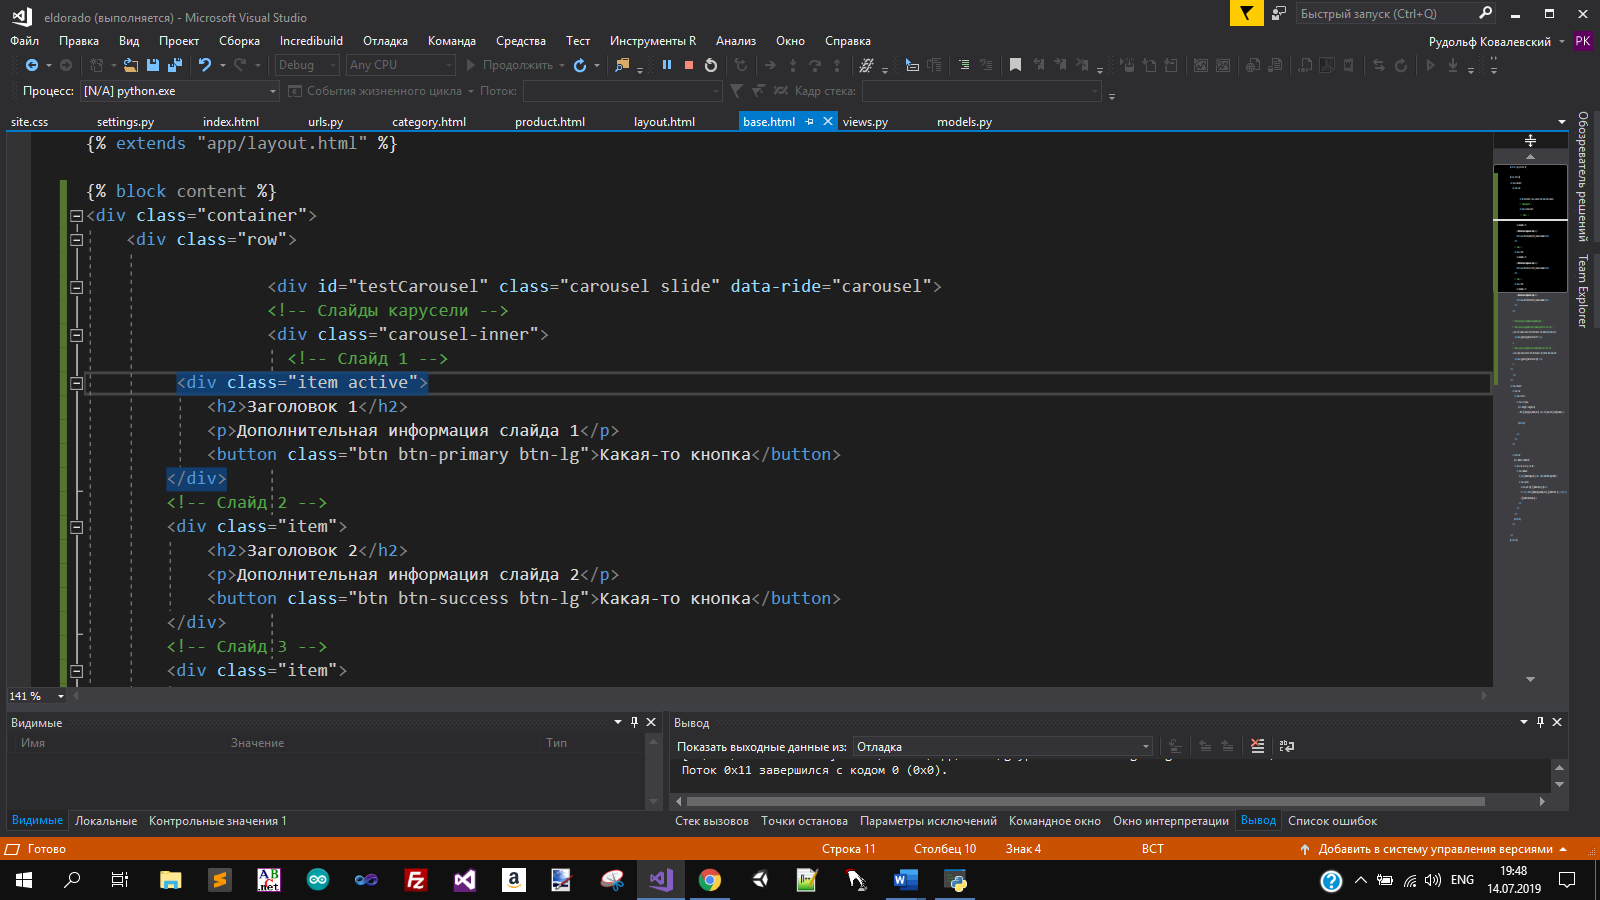 eldorado (выполняется) - Microsoft Visual Studio
Быстрый запуск (Ctrl+Q)
Файл Правка Вид Проект Сборка Incredibuild Отладка Команда Средства Тест Инструменты R Анализ Окно Справка
Рудольф Ковалевский РК
Debug Any CPU Продолжить
Процесс: [N/A] python.exe События жизненного цикла Поток: Кадр стека:
site.css settings.py index.html urls.py category.html product.html layout.html base.html views.py models.py
{% extends "app/layout.html" %}
{% block content %}
<div class="container">
<div class="row">
<div id="testCarousel" class="carousel slide" data-ride="carousel">
<!-- Слайды карусели -->
<div class="carousel-inner">
<!-- Слайд 1 -->
<div class="item active">
<h2>Заголовок 1</h2>
<p>Дополнительная информация слайда 1</p>
<button class="btn btn-primary btn-lg">Какая-то кнопка</button>
</div>
<!-- Слайд 2 -->
<div class="item">
<h2>Заголовок 2</h2>
<p>Дополнительная информация слайда 2</p>
<button class="btn btn-success btn-lg">Какая-то кнопка</button>
</div>
<!-- Слайд 3 -->
<div class="item">
Обозреватель решений
Team Explorer
141 %
Видимые
Имя Значение Тип
Видимые Локальные Контрольные значения 1
Вывод
Показать выходные данные из: Отладка
Поток 0x11 завершился с кодом 0 (0x0).
Стек вызовов Точки останова Параметры исключений Командное окно Окно интерпретации Вывод Список ошибок
Готово Строка 11 Столбец 10 Знак 4 ВСТ Добавить в систему управления версиями
ENG
19:48
14.07.2019